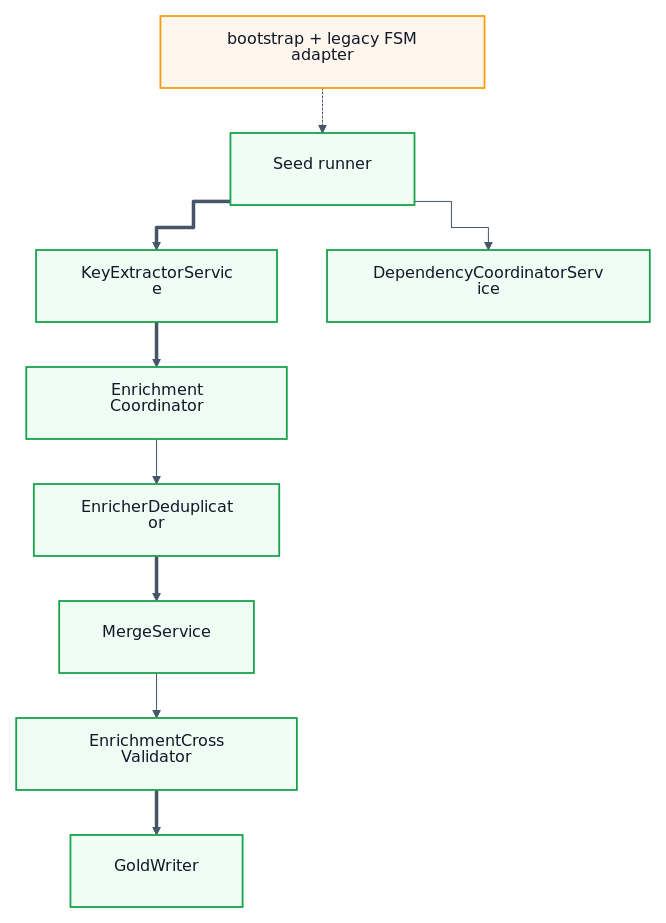 bootstrap + legacy FSM
adapter
Seed runner
KeyExtractorServic
e
DependencyCoordinatorServ
ice
Enrichment
Coordinator
EnricherDeduplicat
or
MergeService
EnrichmentCross
Validator
GoldWriter